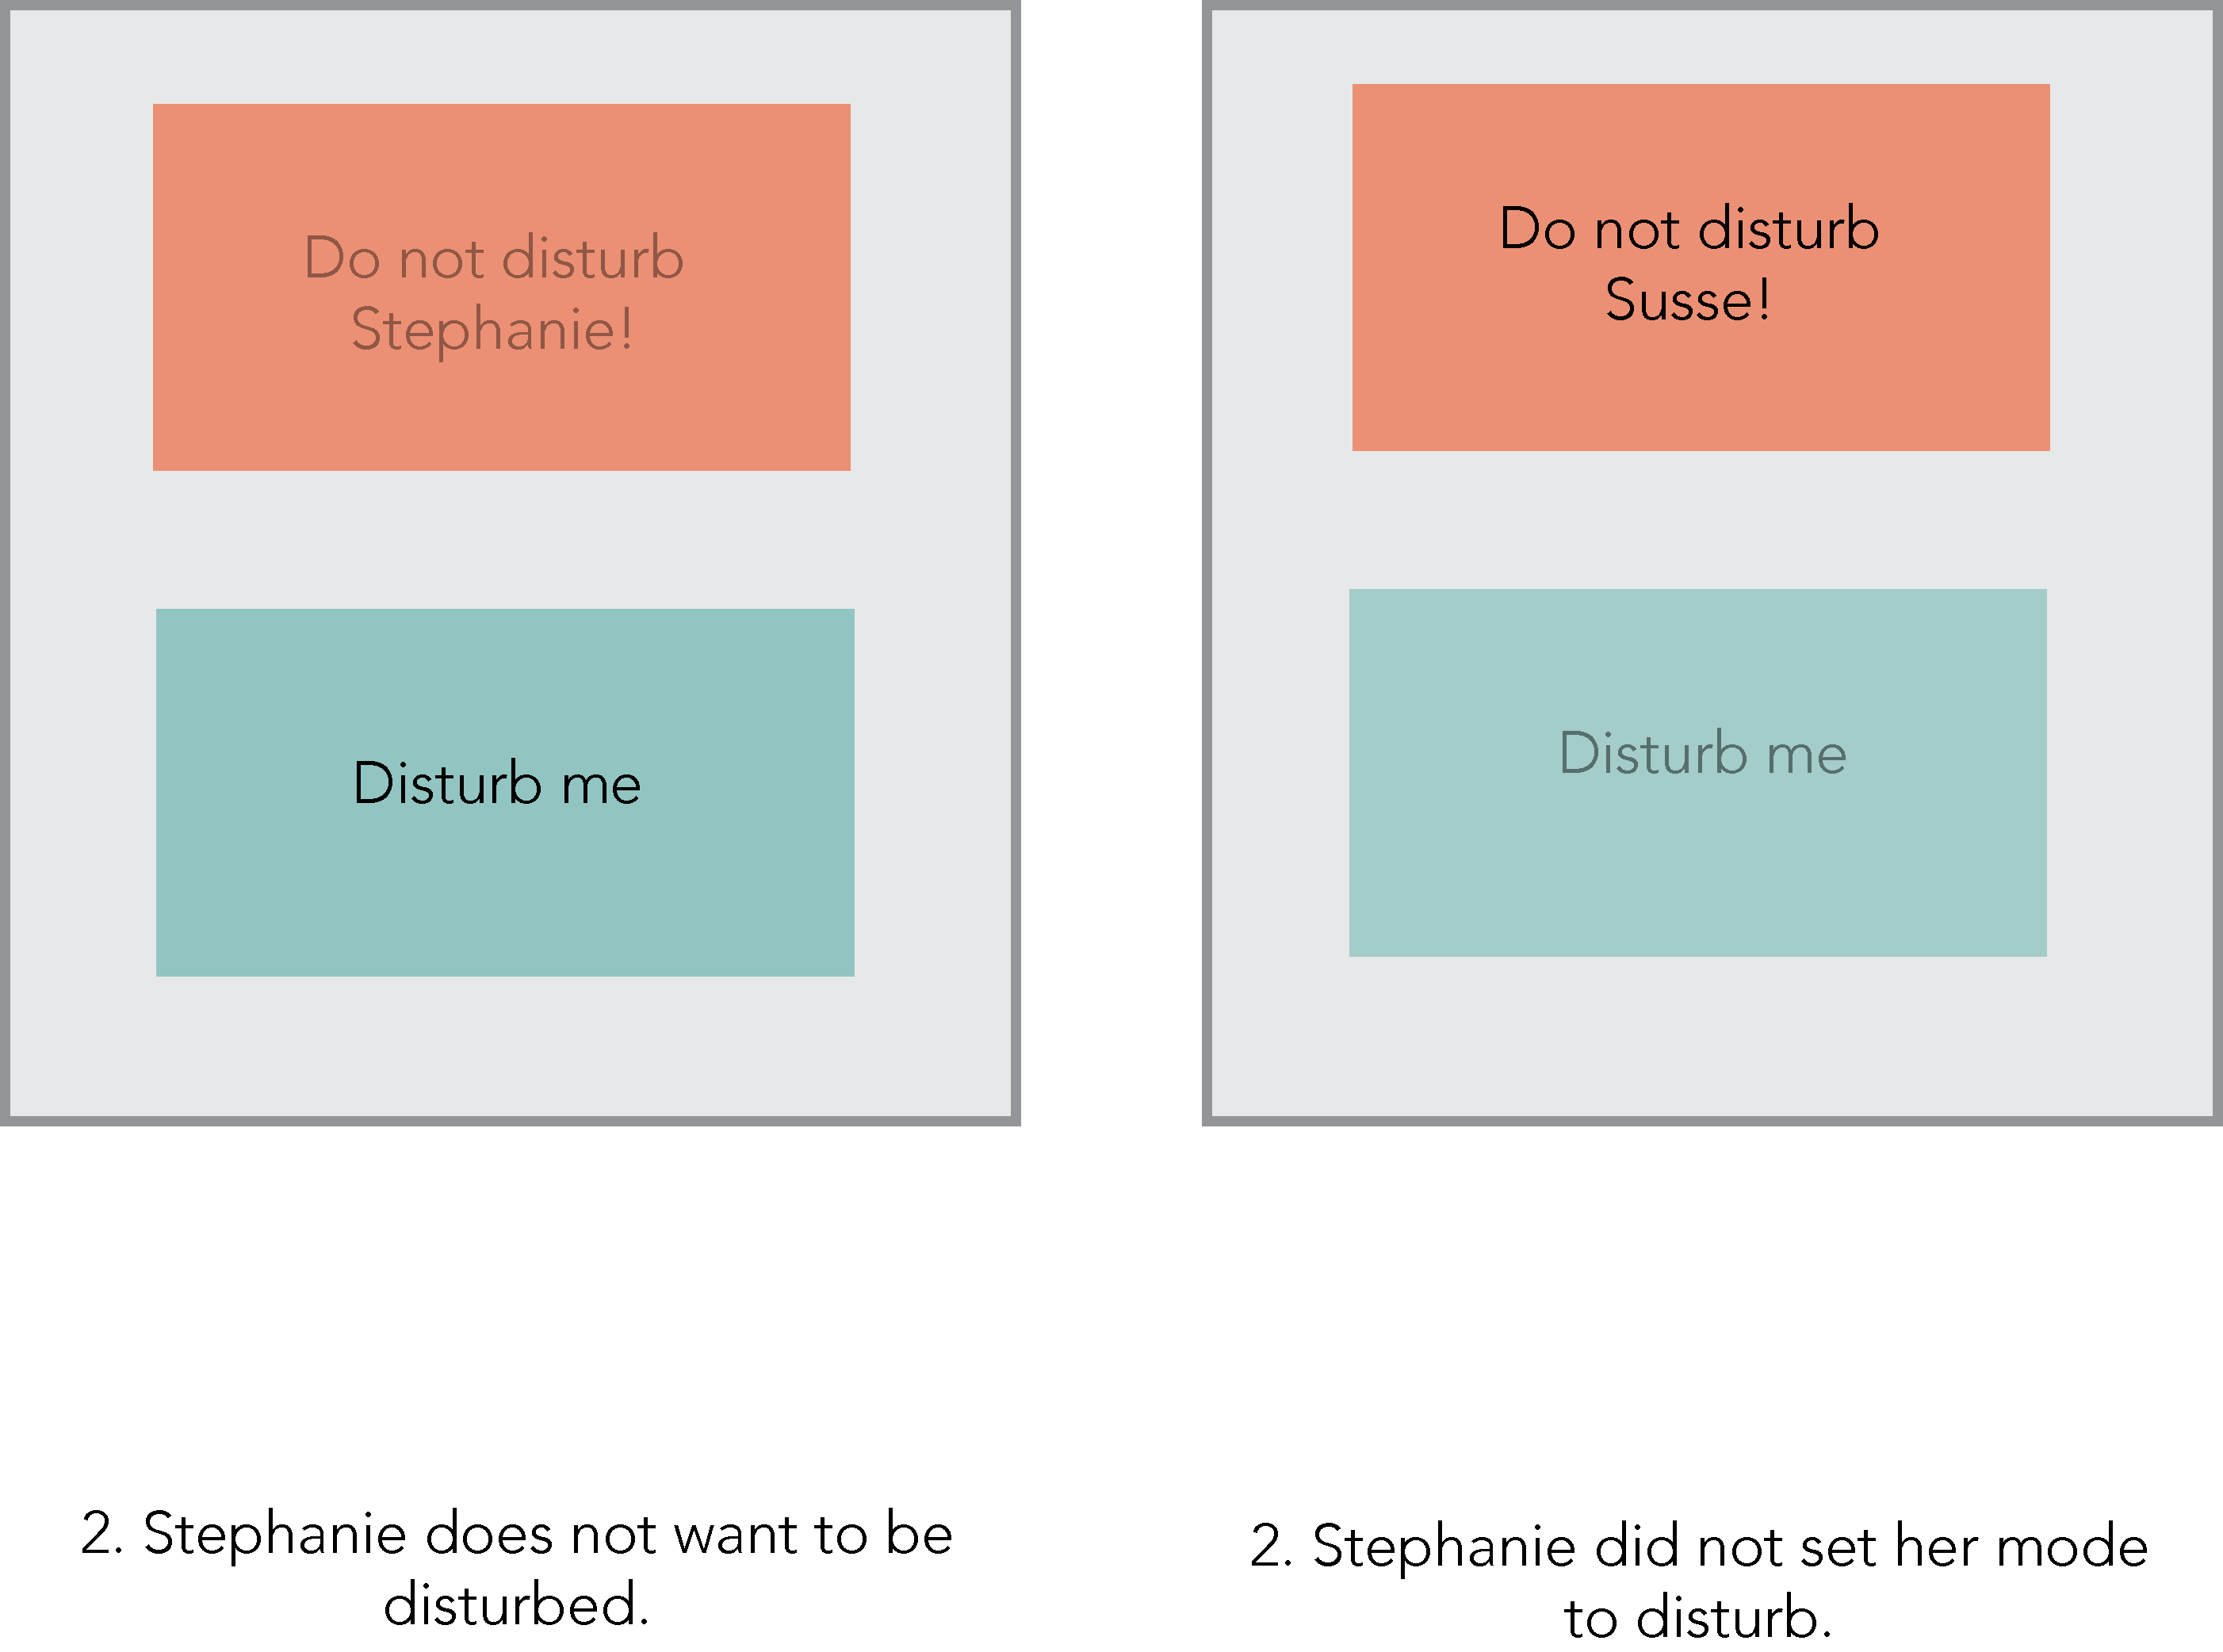 Do not disturb
Stephanie!
Disturb me
2. Stephanie does not want to be
disturbed.
Do not disturb
Susse!
Disturb me
2. Stephanie did not set her mode
to disturb.